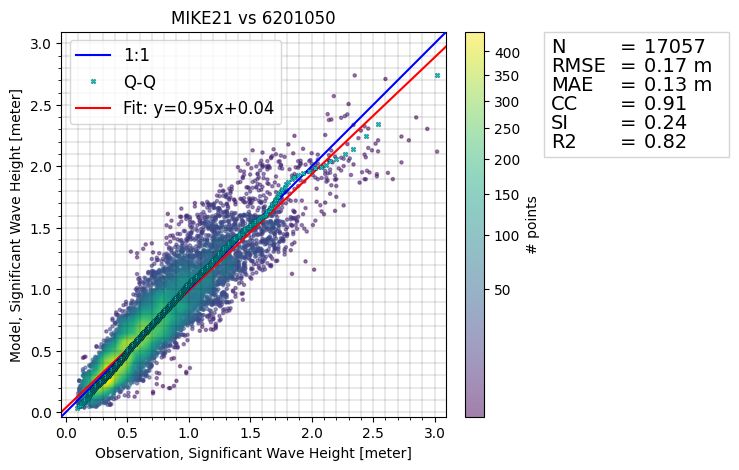 MIKE21 vs 6201050
1:1
Q-Q
Fit: y=0.95x+0.04
N = 17057
RMSE = 0.17 m
MAE = 0.13 m
CC = 0.91
SI = 0.24
R2 = 0.82
Model, Significant Wave Height [meter]
3.0
2.5
2.0
1.5
1.0
0.5
0.0
0.0 0.5 1.0 1.5 2.0 2.5 3.0
Observation, Significant Wave Height [meter]
400
350
300
250
200
150
100
50
# points